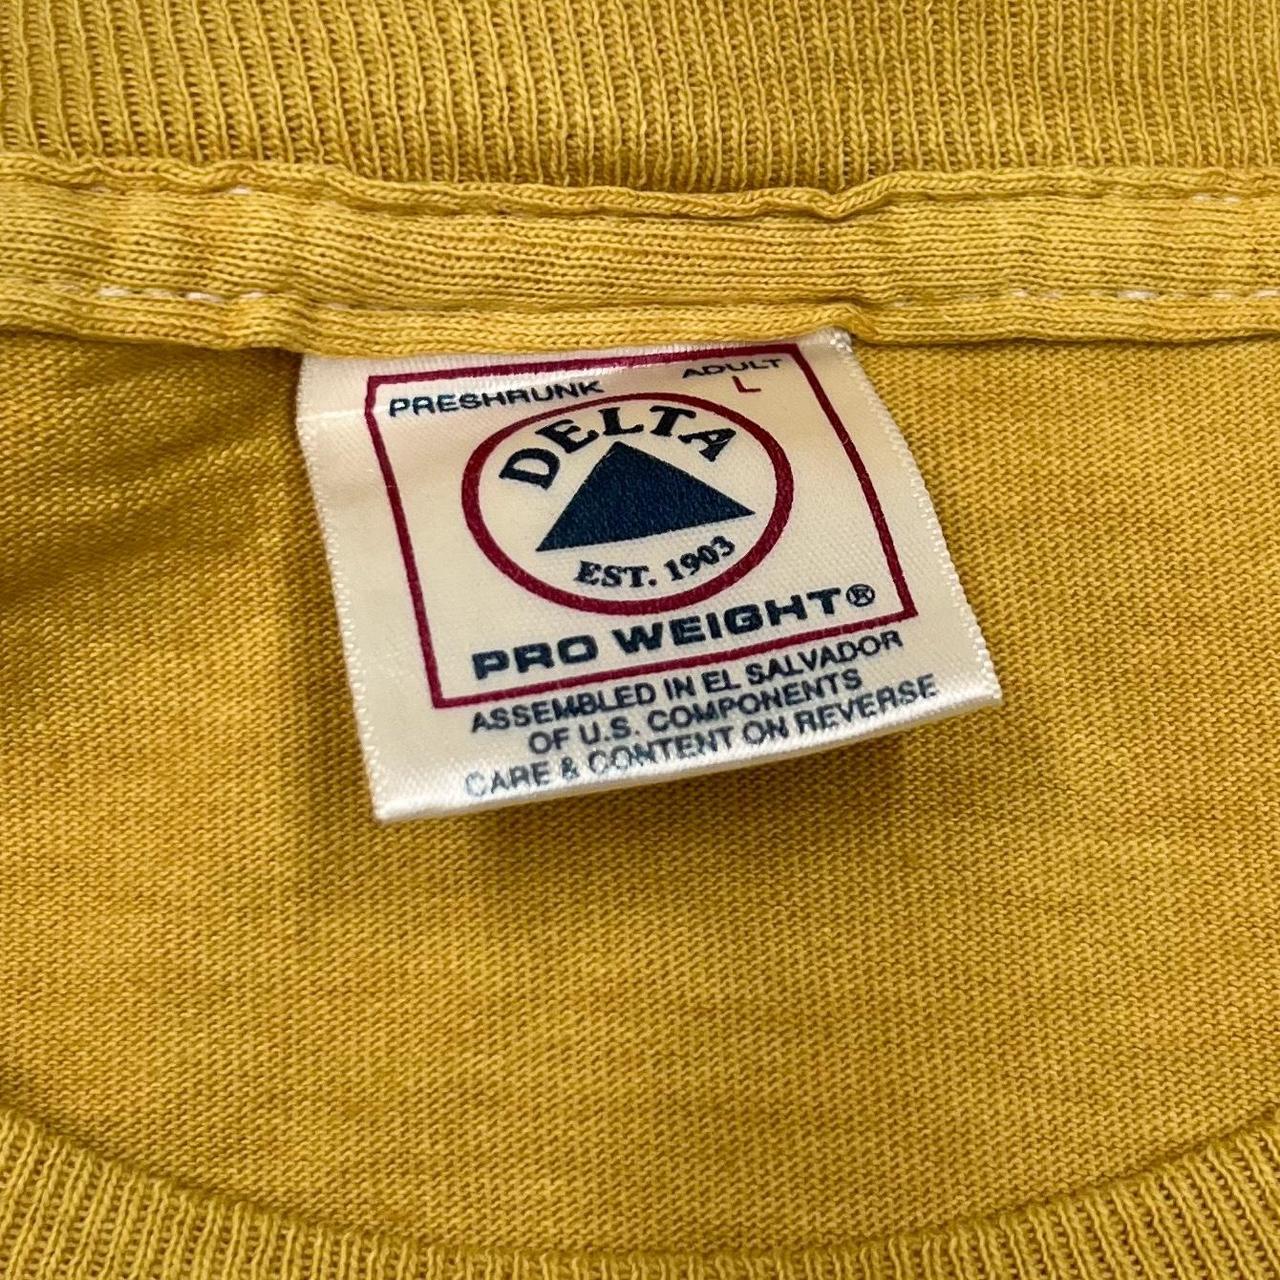 PRESHRUNK ADULT
L
DELTA
EST. 1903
PRO WEIGHT®
ASSEMBLED IN EL SALVADOR
OF U.S. COMPONENTS
CARE & CONTENT ON REVERSE